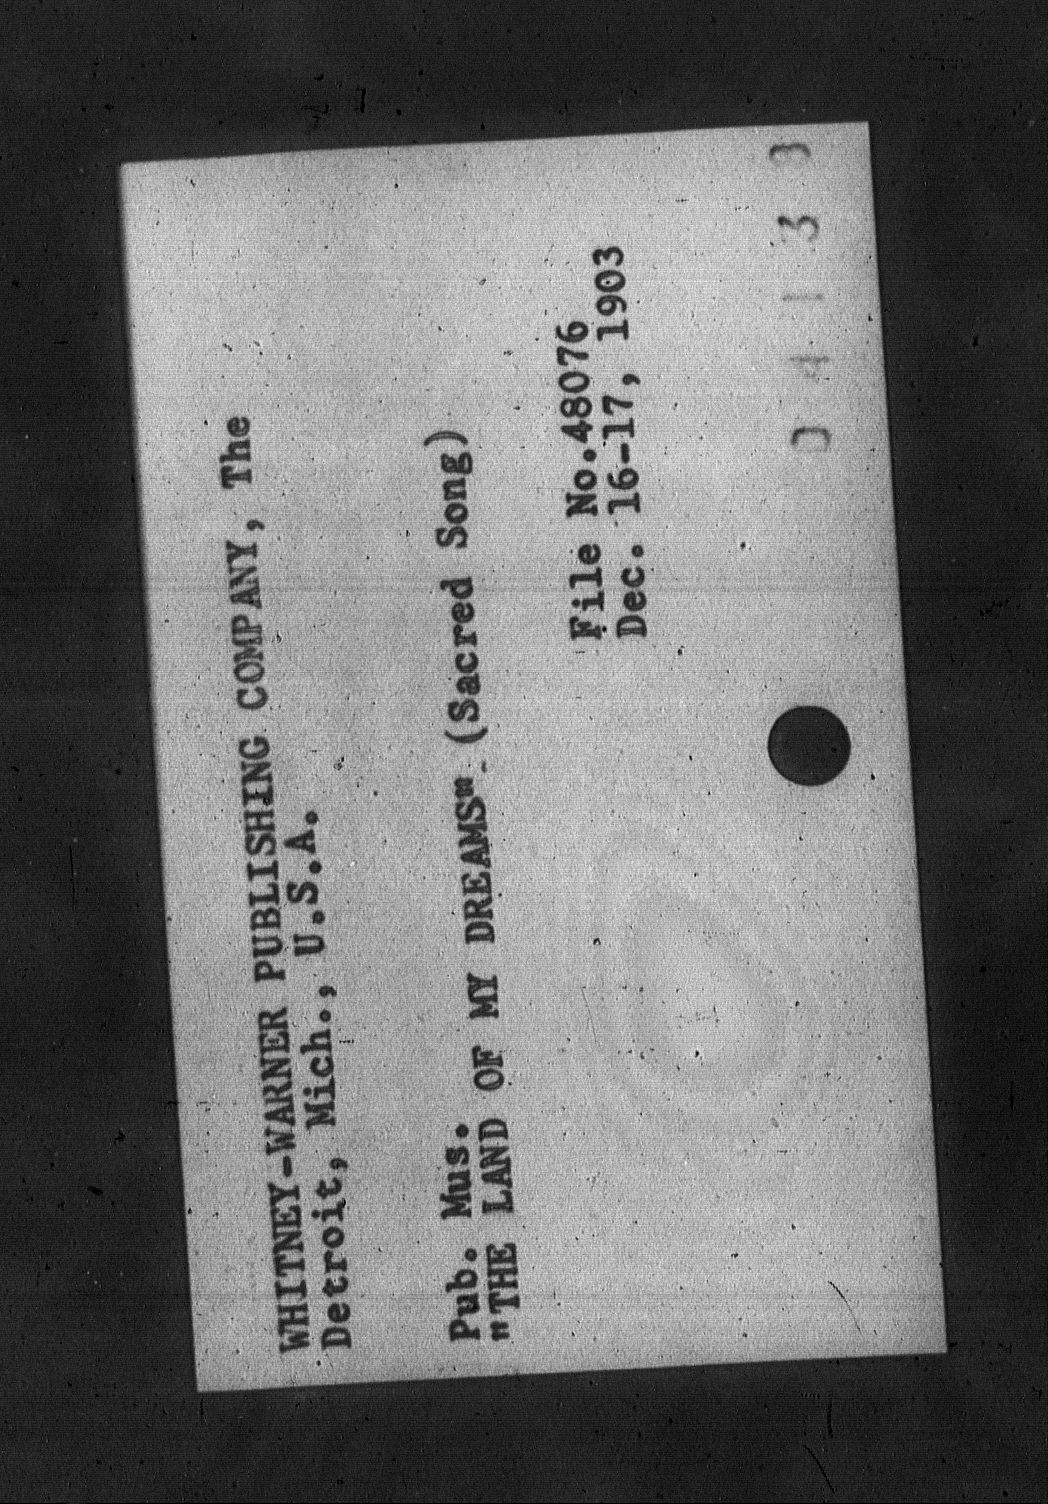 WHITNEY-WARNER PUBLISHING COMPANY, The
Detroit, Mich., U.S.A.
Pub. Mus.
"THE LAND OF MY DREAMS" (Sacred Song)
File No.48076
Dec. 16-17, 1903
04133